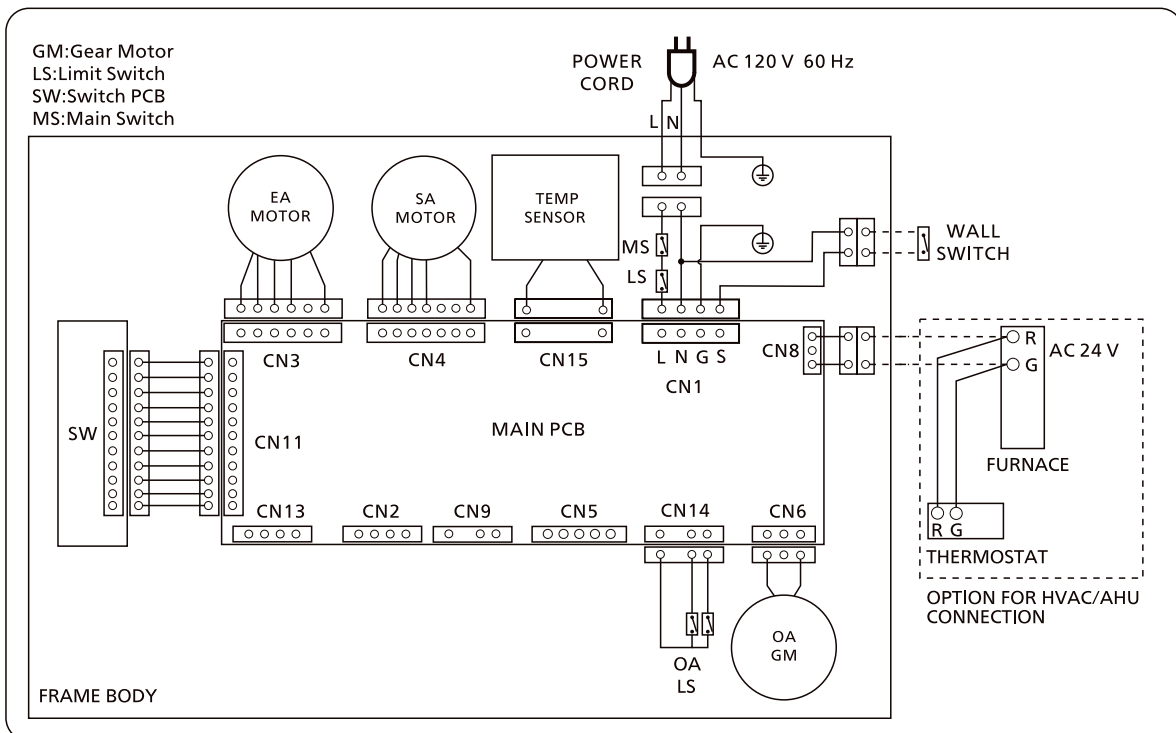 GM:Gear Motor
LS:Limit Switch
SW:Switch PCB
MS:Main Switch
POWER
CORD
AC 120 V 60 Hz
L N
EA
MOTOR
SA
MOTOR
TEMP
SENSOR
MS
LS
WALL
SWITCH
CN3
CN4
CN15
L N G S
CN1
CN8
R
G
AC 24 V
FURNACE
SW
CN11
MAIN PCB
CN13
CN2
CN9
CN5
CN14
CN6
R G
THERMOSTAT
OPTION FOR HVAC/AHU
CONNECTION
OA
LS
OA
GM
FRAME BODY